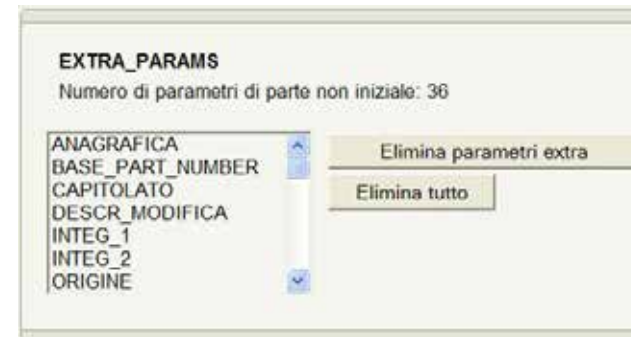 EXTRA_PARAMS
Numero di parametri di parte non iniziale: 36
ANAGRAFICA
BASE_PART_NUMBER
CAPITOLATO
DESCR_MODIFICA
INTEG_1
INTEG_2
ORIGINE
Elimina parametri extra
Elimina tutto